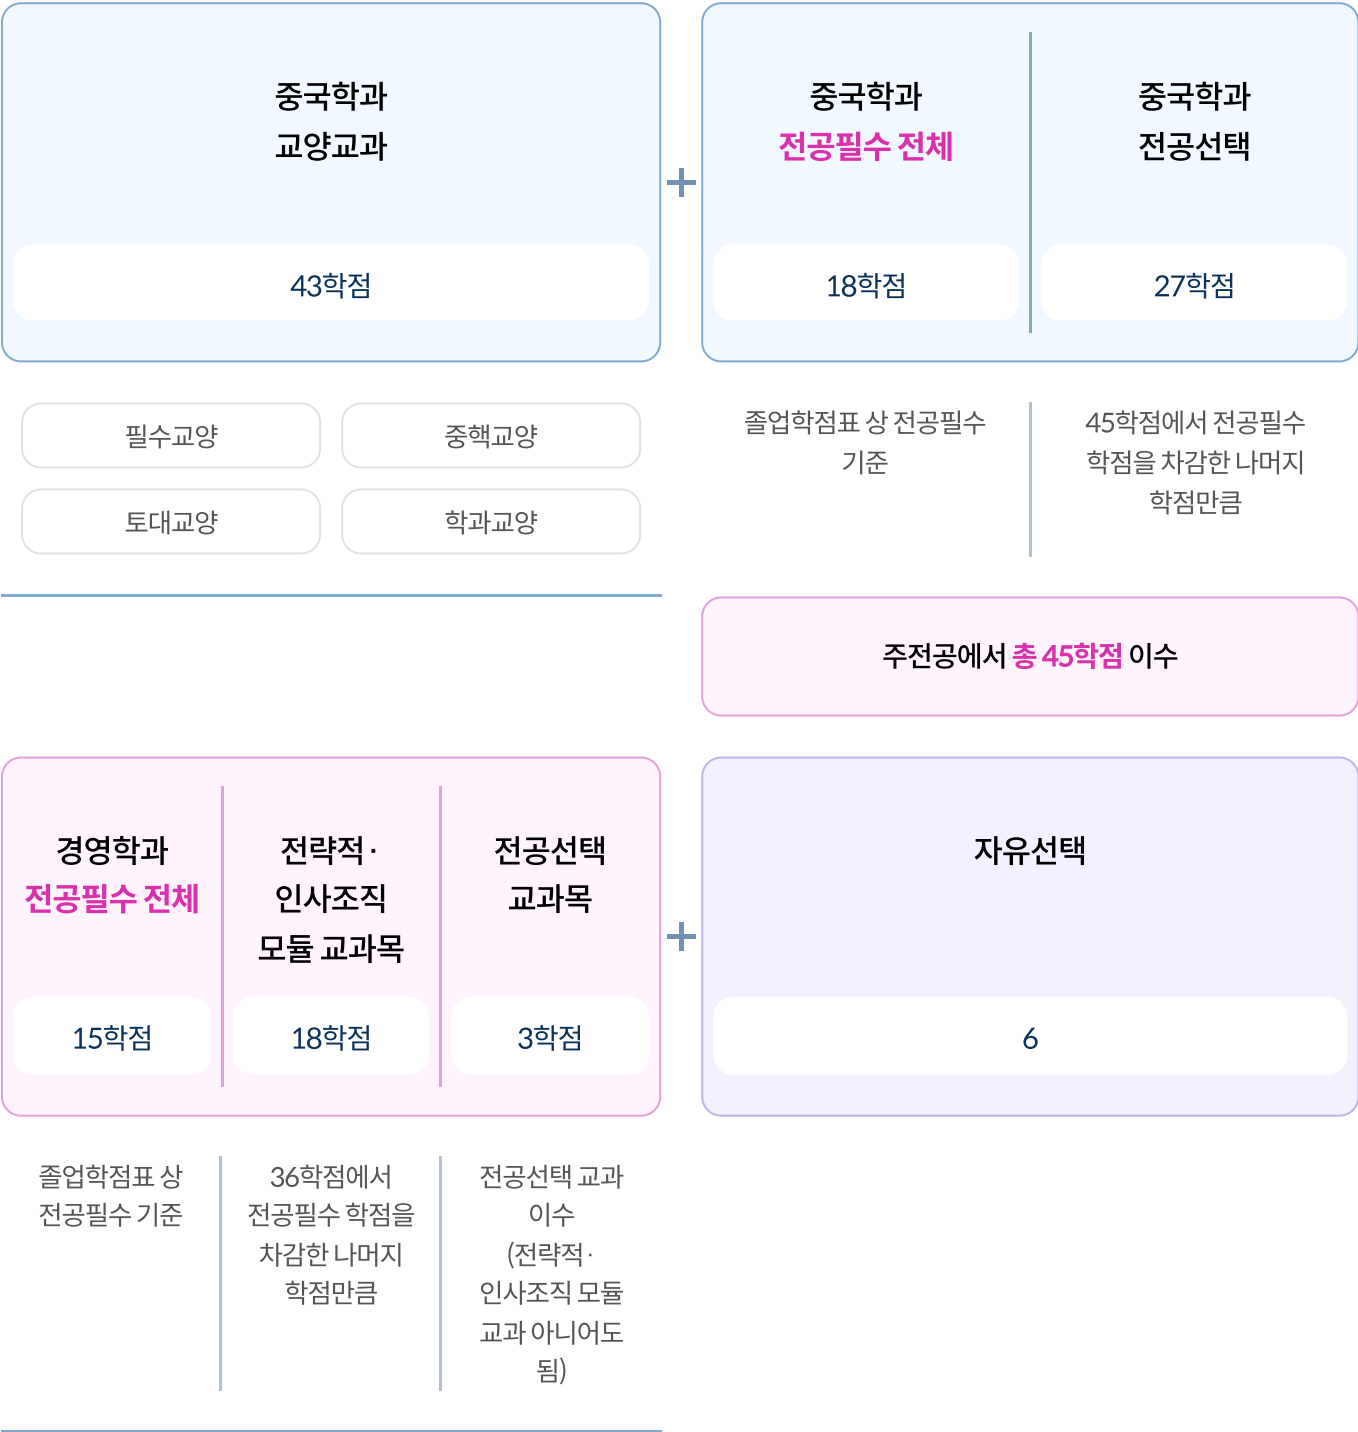 중국학과
교양교과
43학점
필수교양
중핵교양
토대교양
학과교양
+
중국학과
전공필수 전체
18학점
졸업학점표 상 전공필수
기준
중국학과
전공선택
27학점
45학점에서 전공필수
학점을 차감한 나머지
학점만큼
주전공에서 총 45학점 이수
경영학과
전공필수 전체
15학점
졸업학점표 상
전공필수 기준
전략적·
인사조직
모듈 교과목
18학점
36학점에서
전공필수 학점을
차감한 나머지
학점만큼
전공선택
교과목
3학점
전공선택 교과
이수
(전략적·
인사조직 모듈
교과 아니어도
됨)
+
자유선택
6